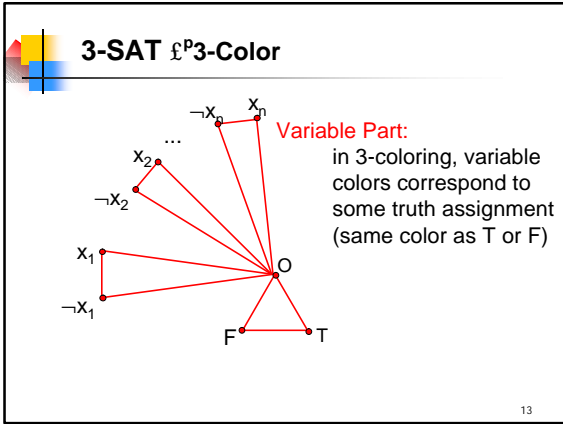 3-SAT £ᵖ3-Color
¬xₙ xₙ
...
Variable Part:
in 3-coloring, variable
colors correspond to
some truth assignment
(same color as T or F)
x₂
¬x₂
x₁
O
¬x₁
F T
13